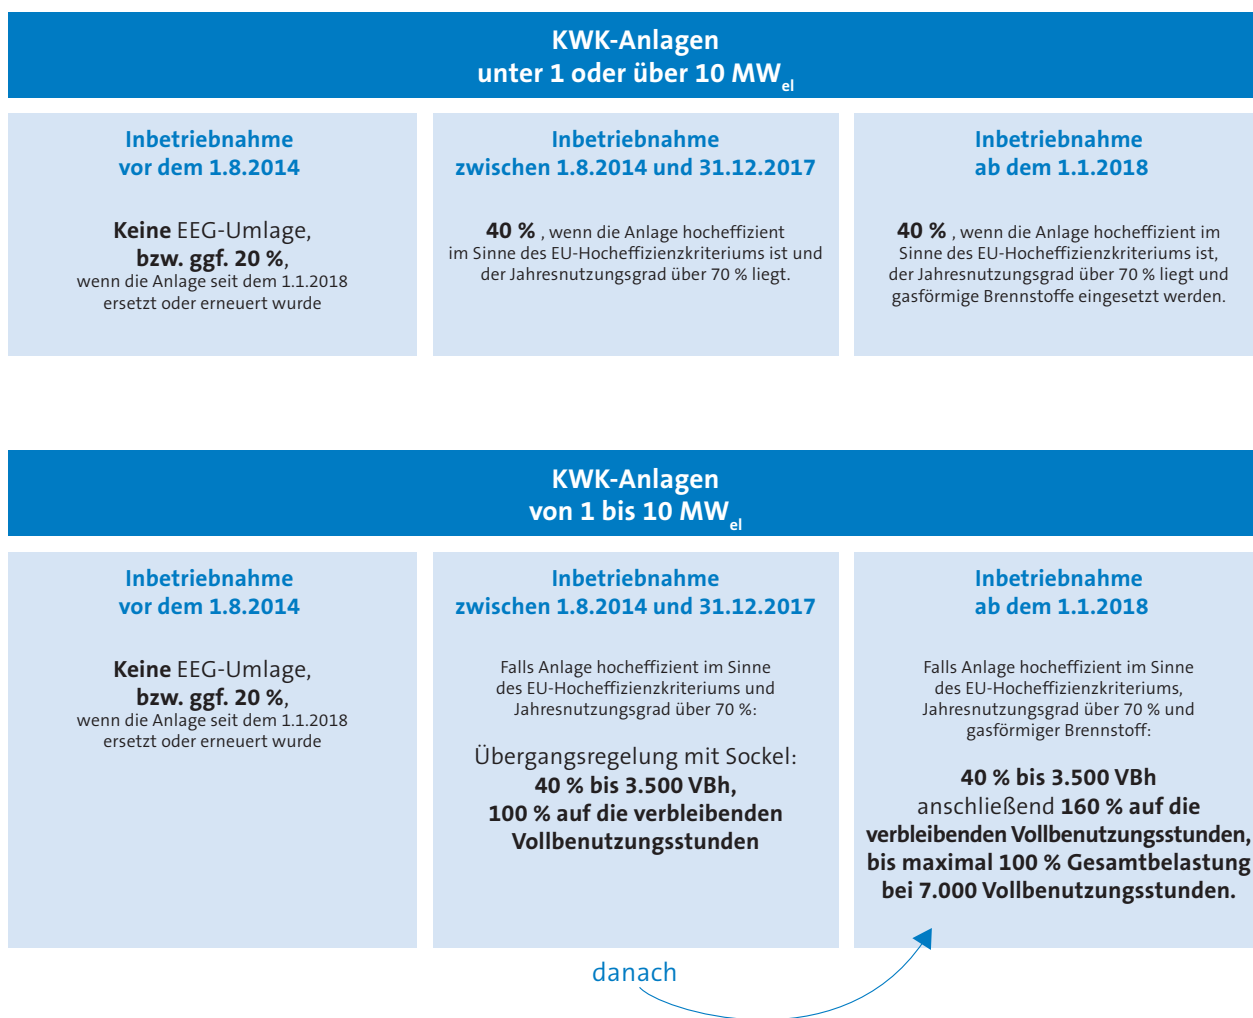 KWK-Anlagen
unter 1 oder über 10 MWel
Inbetriebnahme
vor dem 1.8.2014
Keine EEG-Umlage,
bzw. ggf. 20 %,
wenn die Anlage seit dem 1.1.2018
ersetzt oder erneuert wurde
Inbetriebnahme
zwischen 1.8.2014 und 31.12.2017
40 % , wenn die Anlage hocheffizient
im Sinne des EU-Hocheffizienzkriteriums ist und
der Jahresnutzungsgrad über 70 % liegt.
Inbetriebnahme
ab dem 1.1.2018
40 % , wenn die Anlage hocheffizient im
Sinne des EU-Hocheffizienzkriteriums ist,
der Jahresnutzungsgrad über 70 % liegt und
gasförmige Brennstoffe eingesetzt werden.
KWK-Anlagen
von 1 bis 10 MWel
Inbetriebnahme
vor dem 1.8.2014
Keine EEG-Umlage,
bzw. ggf. 20 %,
wenn die Anlage seit dem 1.1.2018
ersetzt oder erneuert wurde
Inbetriebnahme
zwischen 1.8.2014 und 31.12.2017
Falls Anlage hocheffizient im Sinne
des EU-Hocheffizienzkriteriums und
Jahresnutzungsgrad über 70 %:
Übergangsregelung mit Sockel:
40 % bis 3.500 VBh,
100 % auf die verbleibenden
Vollbenutzungsstunden
Inbetriebnahme
ab dem 1.1.2018
Falls Anlage hocheffizient im Sinne
des EU-Hocheffizienzkriteriums,
Jahresnutzungsgrad über 70 % und
gasförmiger Brennstoff:
40 % bis 3.500 VBh
anschließend 160 % auf die
verbleibenden Vollbenutzungsstunden,
bis maximal 100 % Gesamtbelastung
bei 7.000 Vollbenutzungsstunden.
danach